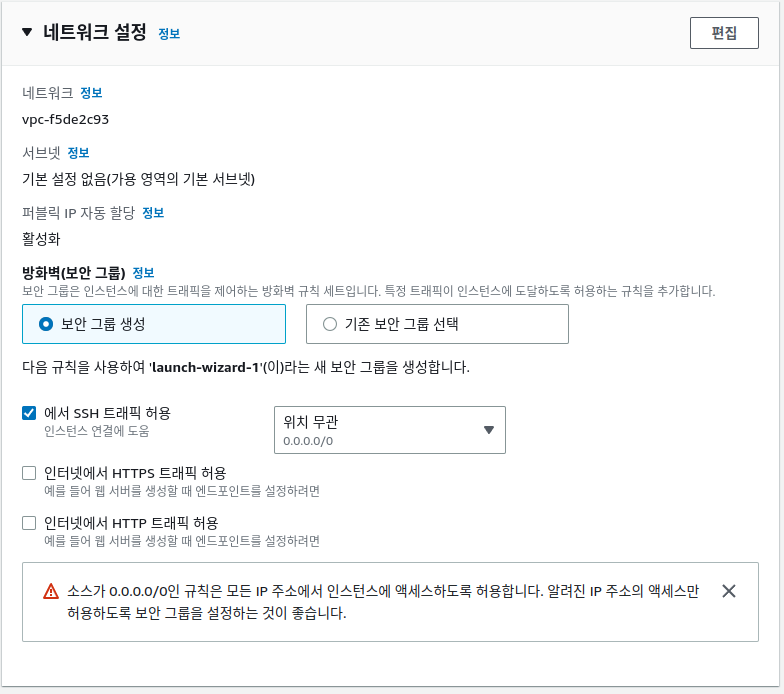 네트워크 설정 정보
편집
네트워크 정보
vpc-f5de2c93
서브넷 정보
기본 설정 없음(가용 영역의 기본 서브넷)
퍼블릭 IP 자동 할당 정보
활성화
방화벽(보안 그룹) 정보
보안 그룹은 인스턴스에 대한 트래픽을 제어하는 방화벽 규칙 세트입니다. 특정 트래픽이 인스턴스에 도달하도록 허용하는 규칙을 추가합니다.
보안 그룹 생성
기존 보안 그룹 선택
다음 규칙을 사용하여 'launch-wizard-1'(이)라는 새 보안 그룹을 생성합니다.
에서 SSH 트래픽 허용
인스턴스 연결에 도움
위치 무관
0.0.0.0/0
인터넷에서 HTTPS 트래픽 허용
예를 들어 웹 서버를 생성할 때 엔드포인트를 설정하려면
인터넷에서 HTTP 트래픽 허용
예를 들어 웹 서버를 생성할 때 엔드포인트를 설정하려면
소스가 0.0.0.0/0인 규칙은 모든 IP 주소에서 인스턴스에 액세스하도록 허용합니다. 알려진 IP 주소의 액세스만
허용하도록 보안 그룹을 설정하는 것이 좋습니다.